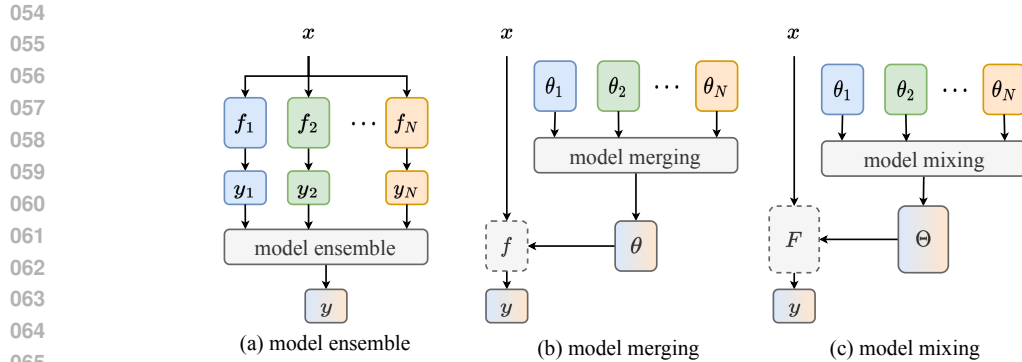 054
055
056
057
058
059
060
061
062
063
064
065
x
f1 f2 ··· fN
y1 y2 yN
model ensemble
y
(a) model ensemble
x
θ1 θ2 ··· θN
model merging
f θ
y
(b) model merging
x
θ1 θ2 ··· θN
model mixing
F Θ
y
(c) model mixing